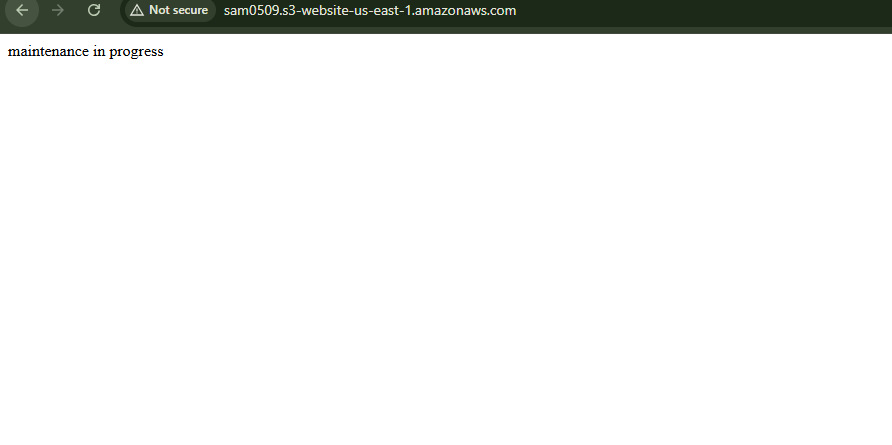 Not secure sam0509.s3-website-us-east-1.amazonaws.com
maintenance in progress